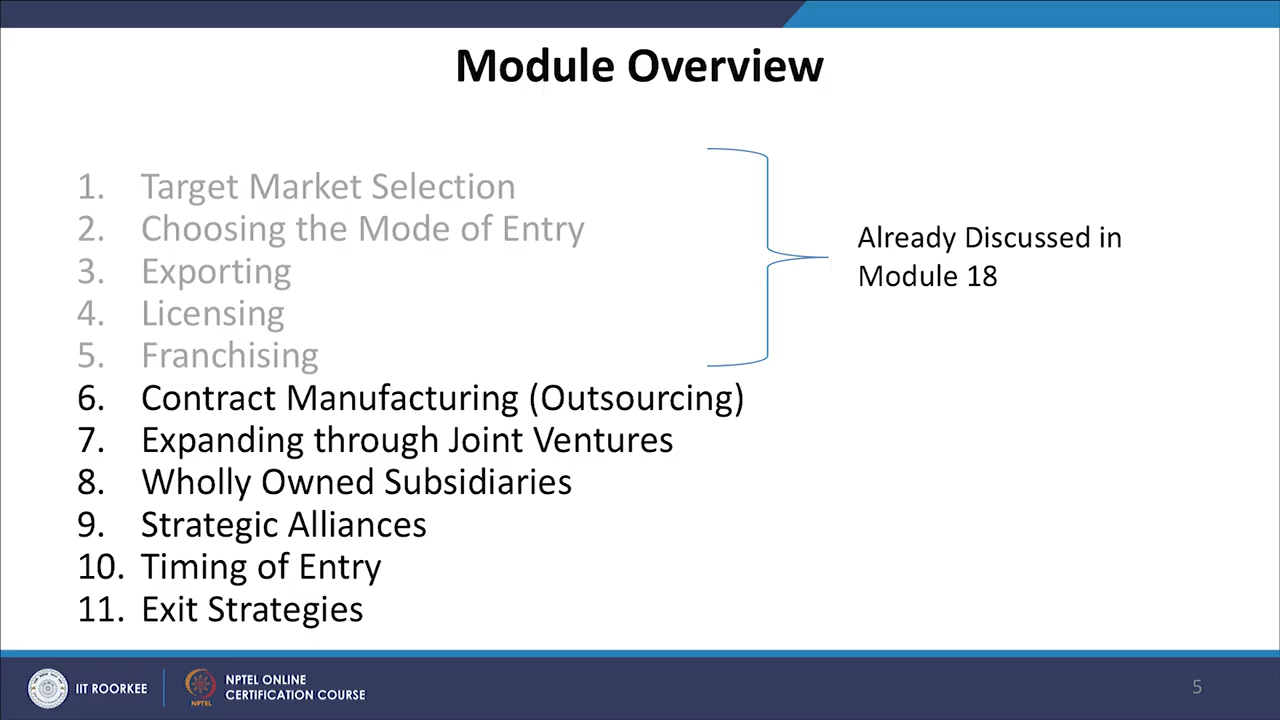 Module Overview
1. Target Market Selection
2. Choosing the Mode of Entry
3. Exporting
4. Licensing
5. Franchising
Already Discussed in
Module 18
6. Contract Manufacturing (Outsourcing)
7. Expanding through Joint Ventures
8. Wholly Owned Subsidiaries
9. Strategic Alliances
10. Timing of Entry
11. Exit Strategies
IIT ROORKEE
NPTEL
NPTEL ONLINE
CERTIFICATION COURSE
5